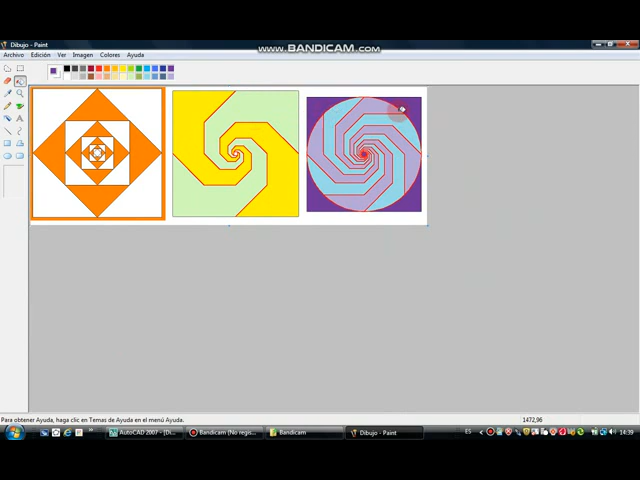 WWW.BANDICAM.COM
Dibujo - Paint
Archivo Edición Ver Imagen Colores Ayuda
Para obtener Ayuda, haga clic en Temas de Ayuda en el menú Ayuda.
1472,96
AutoCAD 2007 - [Di...
Bandicam [No regis...
Bandicam
Dibujo - Paint
ES
14:39